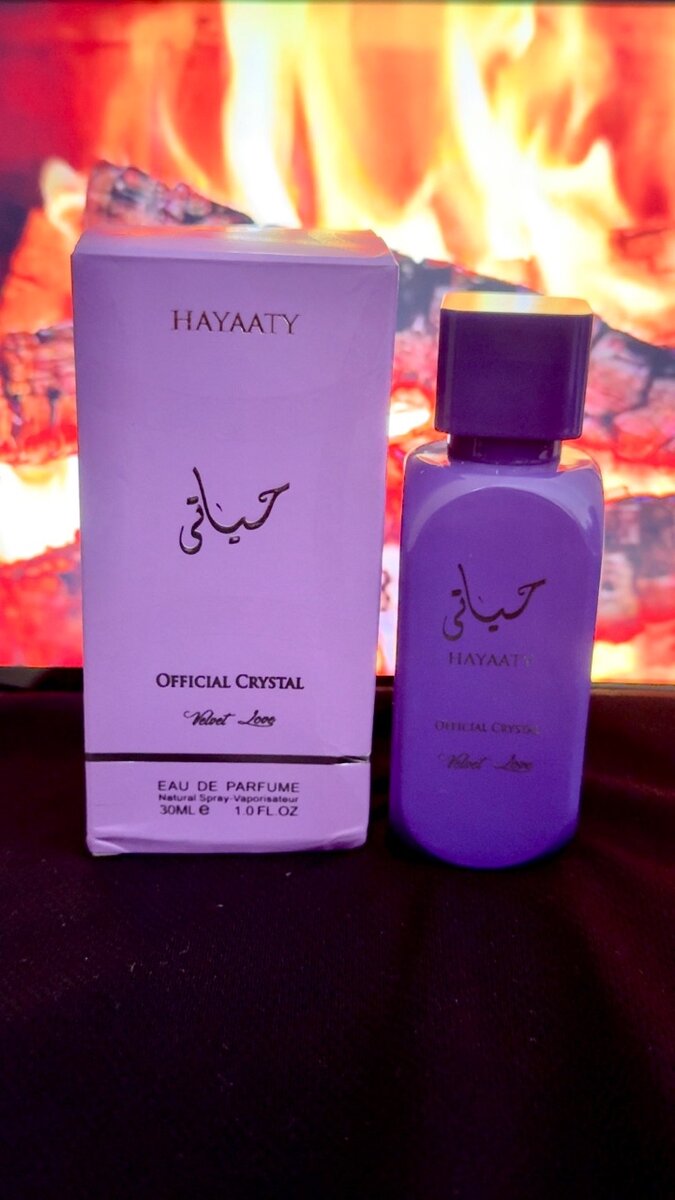 HAYAATY
حياتي
OFFICIAL CRYSTAL
Velvet Love
EAU DE PARFUME
Natural Spray-Vaporisateur
30ML e 1.0 FL.OZ
حياتي
HAYAATY
OFFICIAL CRYSTAL
Velvet Love